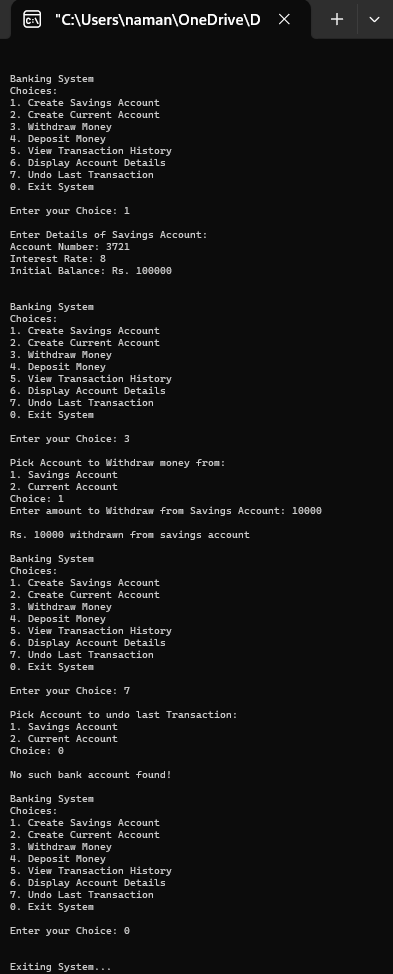 "C:\Users\naman\OneDrive\D
Banking System
Choices:
1. Create Savings Account
2. Create Current Account
3. Withdraw Money
4. Deposit Money
5. View Transaction History
6. Display Account Details
7. Undo Last Transaction
0. Exit System
Enter your Choice: 1
Enter Details of Savings Account:
Account Number: 3721
Interest Rate: 8
Initial Balance: Rs. 100000
Banking System
Choices:
1. Create Savings Account
2. Create Current Account
3. Withdraw Money
4. Deposit Money
5. View Transaction History
6. Display Account Details
7. Undo Last Transaction
0. Exit System
Enter your Choice: 3
Pick Account to Withdraw money from:
1. Savings Account
2. Current Account
Choice: 1
Enter amount to Withdraw from Savings Account: 10000
Rs. 10000 withdrawn from savings account
Banking System
Choices:
1. Create Savings Account
2. Create Current Account
3. Withdraw Money
4. Deposit Money
5. View Transaction History
6. Display Account Details
7. Undo Last Transaction
0. Exit System
Enter your Choice: 7
Pick Account to undo last Transaction:
1. Savings Account
2. Current Account
Choice: 0
No such bank account found!
Banking System
Choices:
1. Create Savings Account
2. Create Current Account
3. Withdraw Money
4. Deposit Money
5. View Transaction History
6. Display Account Details
7. Undo Last Transaction
0. Exit System
Enter your Choice: 0
Exiting System...